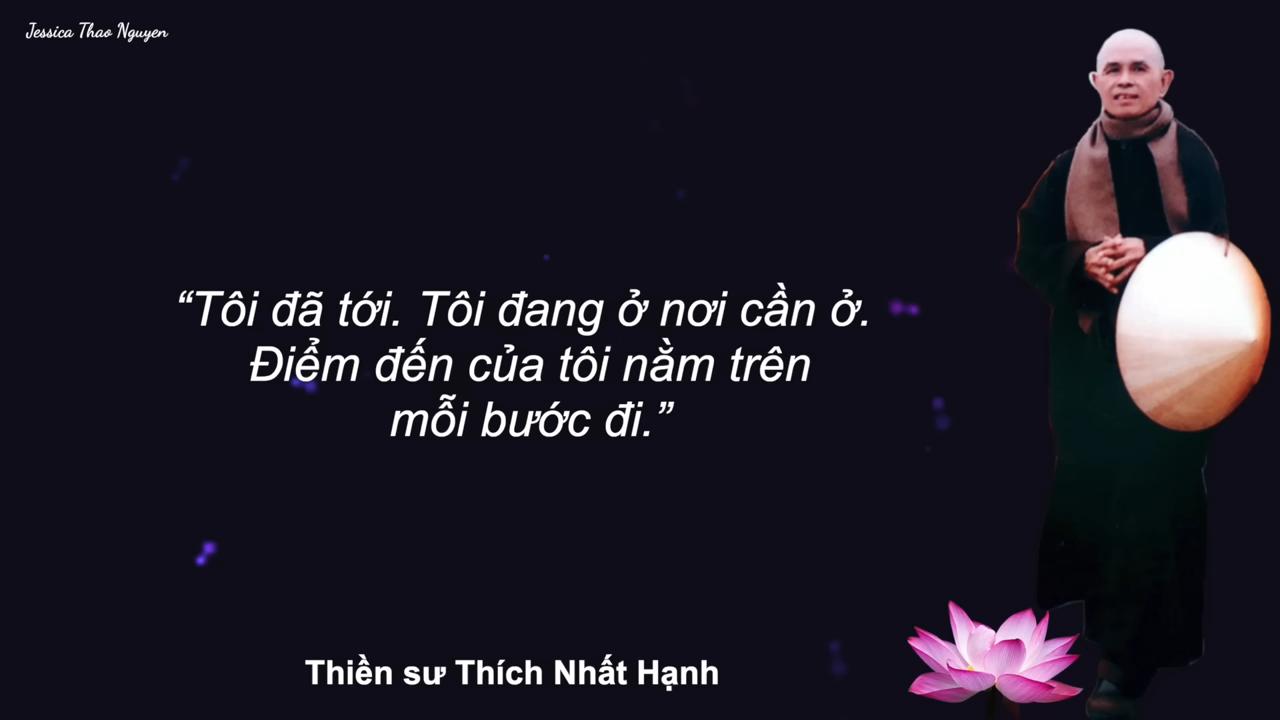 Jessica Thao Nguyen
“Tôi đã tới. Tôi đang ở nơi cần ở.
Điểm đến của tôi nằm trên
mỗi bước đi.”
Thiền sư Thích Nhất Hạnh